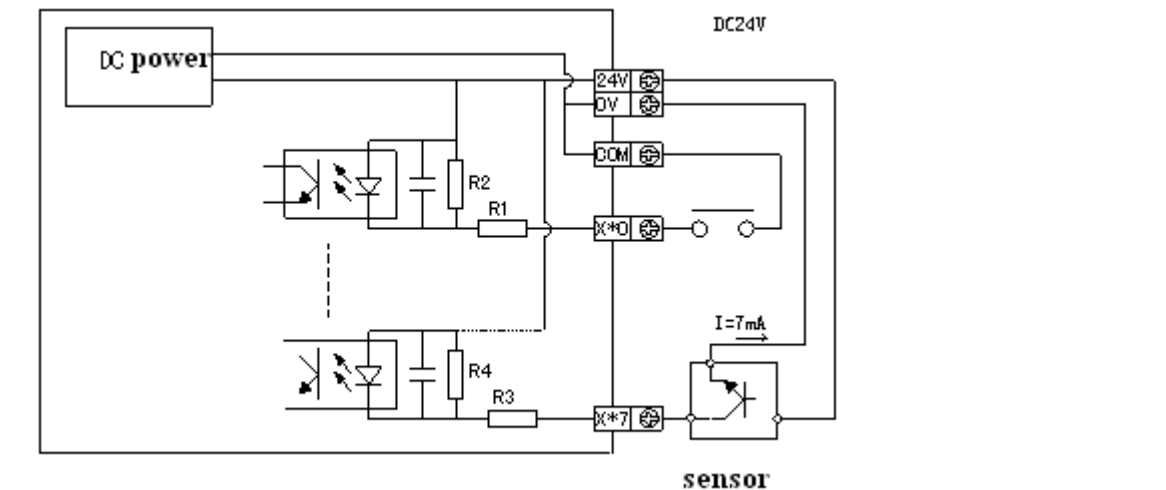 DC24V
DC power
24V
0V
COM
R2
R1
X*0
I=7mA
R4
R3
X*7
sensor